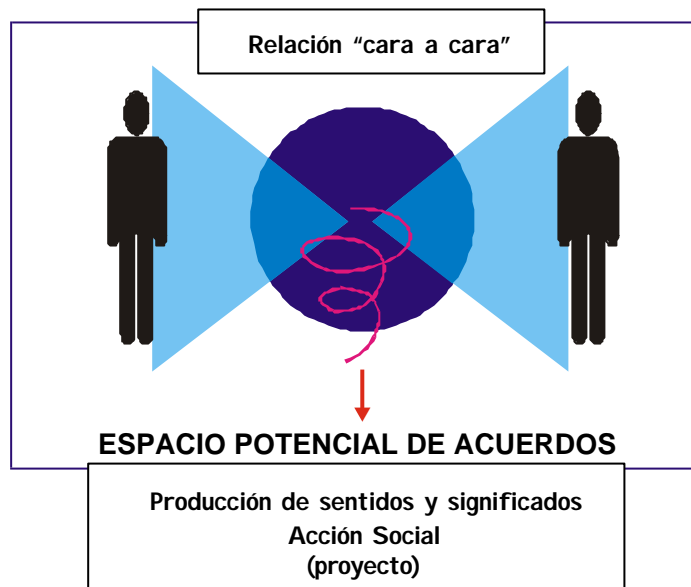 Relación “cara a cara”
ESPACIO POTENCIAL DE ACUERDOS
Producción de sentidos y significados
Acción Social
(proyecto)